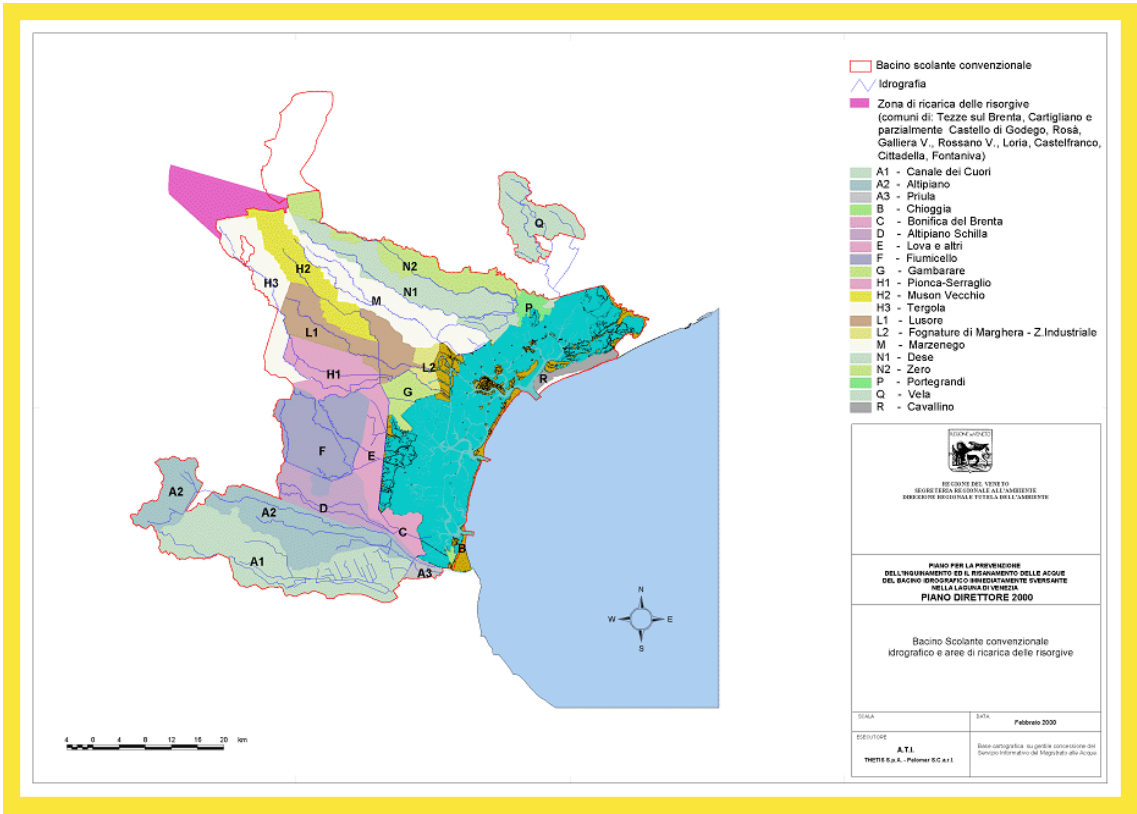 Bacino scolante convenzionale
Idrografia
Zona di ricarica delle risorgive
(comuni di: Tezze sul Brenta, Cartigliano e
parzialmente Castello di Godego, Rosà,
Galliera V., Rossano V., Loria, Castelfranco,
Cittadella, Fontaniva)
A1 - Canale dei Cuori
A2 - Altipiano
A3 - Priula
B - Chioggia
C - Bonifica del Brenta
D - Altipiano Schilla
E - Lova e altri
F - Fiumicello
G - Gambarare
H1 - Pionca-Serraglio
H2 - Muson Vecchio
H3 - Tergola
L1 - Lusore
L2 - Fognature di Marghera - Z.Industriale
M - Marzenego
N1 - Dese
N2 - Zero
P - Portegrandi
Q - Vela
R - Cavallino
Q
N2
H2
H3
N1
M
P
L1
L2
R
H1
G
F
E
A2
D
A2
C
B
A1
A3
N
W
E
S
4 0 4 8 12 16 20 km
REGIONE DEL VENETO
SEGRETERIA REGIONALE ALL'AMBIENTE
DIREZIONE REGIONALE TUTELA DELL'AMBIENTE
PIANO PER LA PREVENZIONE
DELL'INQUINAMENTO ED IL RISANAMENTO DELLE ACQUE
DEL BACINO IDROGRAFICO IMMEDIATAMENTE SVERSANTE
NELLA LAGUNA DI VENEZIA
PIANO DIRETTORE 2000
Bacino Scolante convenzionale
idrografico e aree di ricarica delle risorgive
SCALA
DATA
Febbraio 2000
ESECUTORE
A.T.I.
THETIS S.p.A. - Palomar S.C.a r.l.
Base cartografica su gentile concessione del
Servizio Informativo del Magistrato alle Acque